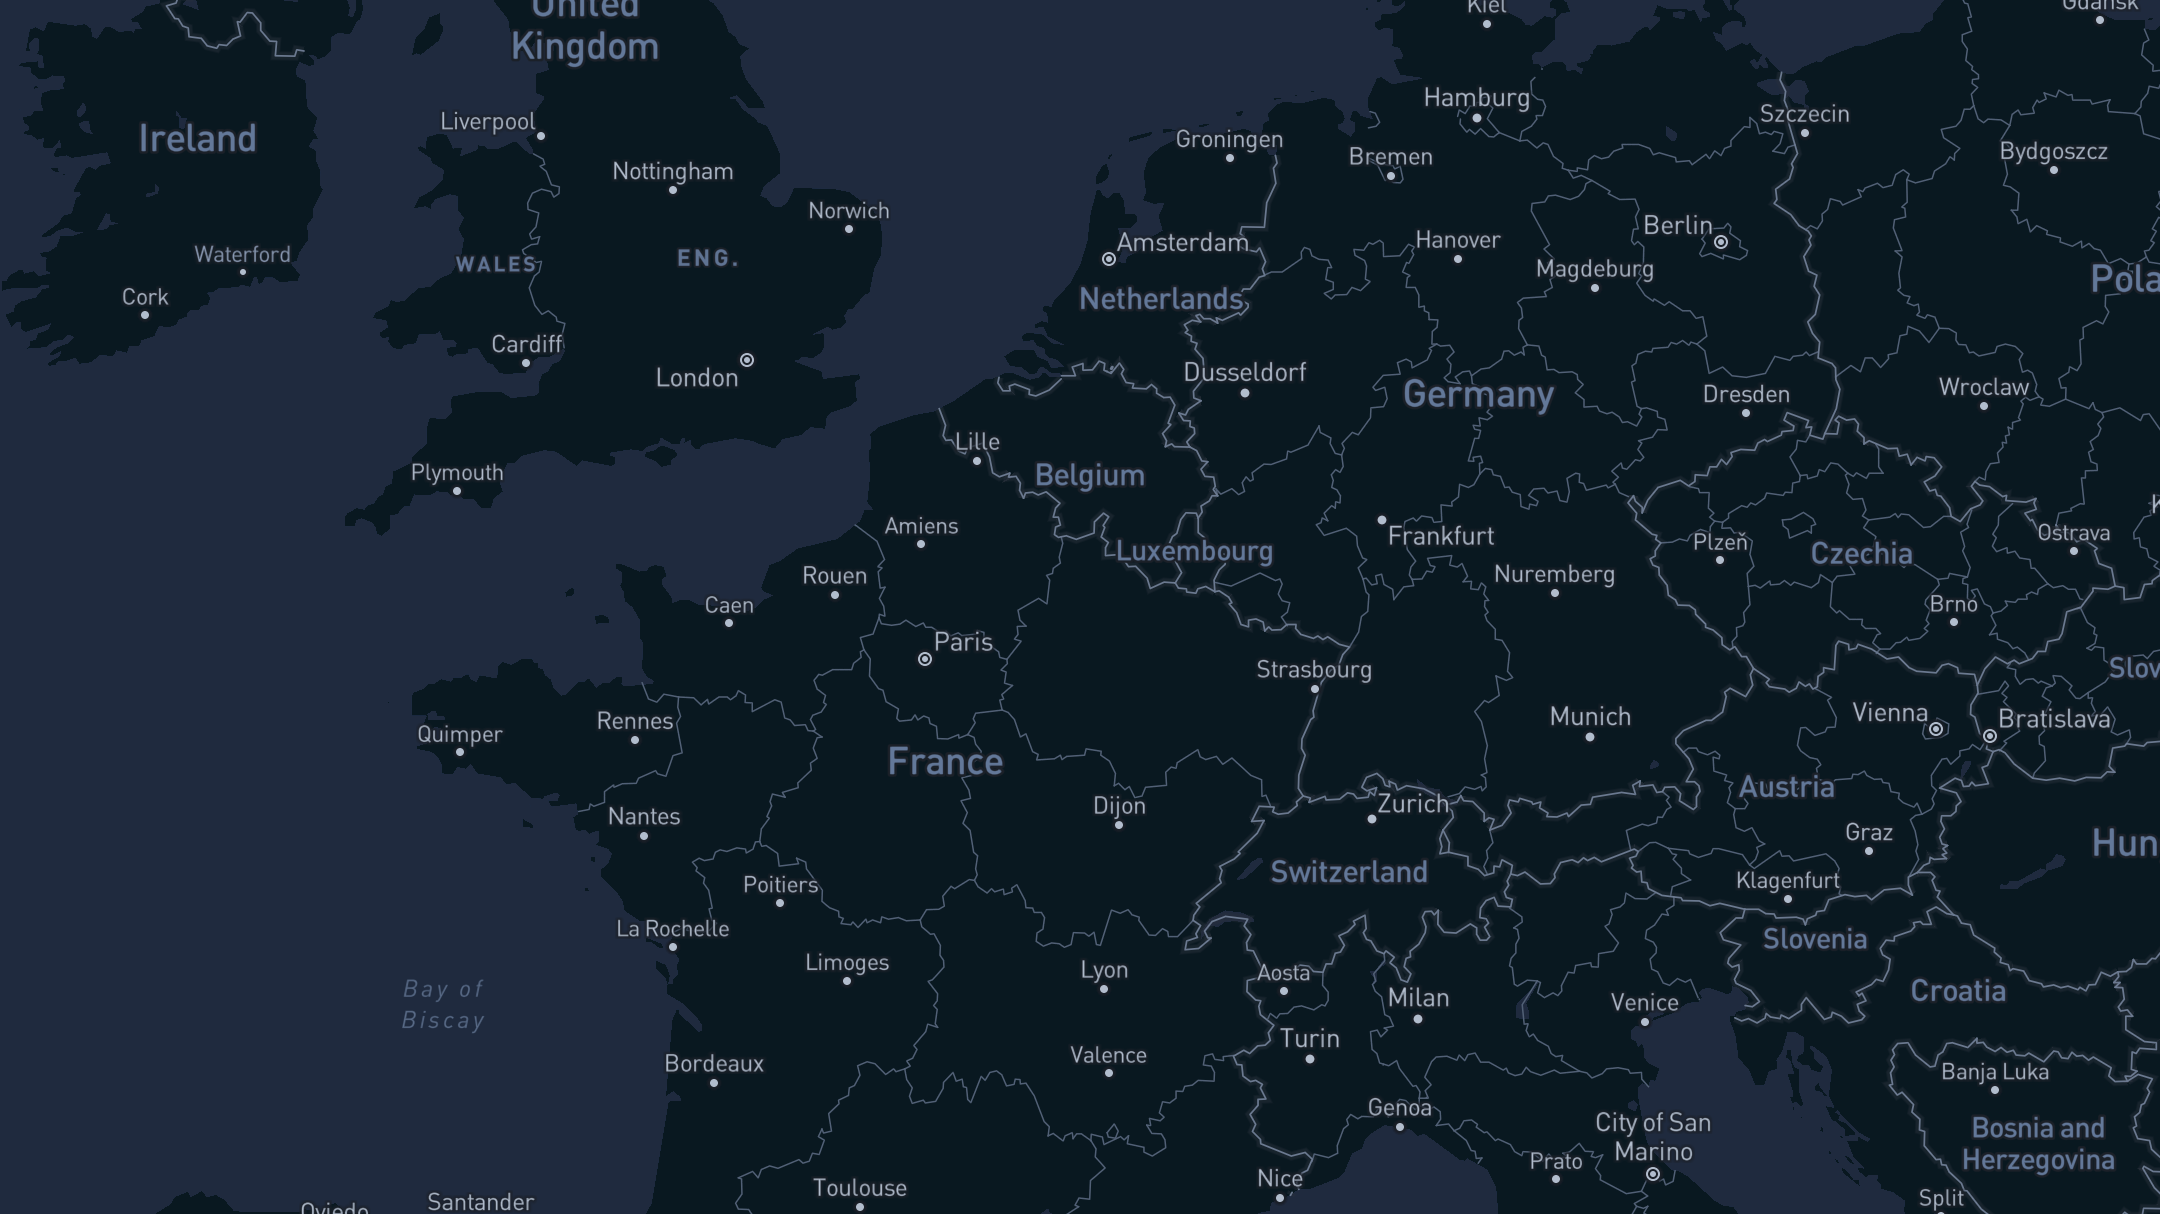 United
Kingdom
Kiel
Gdansk
Hamburg
Liverpool
Szczecin
Ireland
Groningen
Bremen
Bydgoszcz
Nottingham
Norwich
Berlin
Amsterdam
Hanover
Waterford
WALES
ENG.
Magdeburg
Pola
Cork
Netherlands
Cardiff
London
Dusseldorf
Germany
Dresden
Wroclaw
Lille
Plymouth
Belgium
Amiens
Frankfurt
Ostrava
Plzeň
Luxembourg
Czechia
Rouen
Nuremberg
Caen
Brno
Paris
Strasbourg
Slov
Quimper
Rennes
Munich
Vienna
Bratislava
France
Austria
Dijon
Zurich
Nantes
Graz
Hun
Switzerland
Poitiers
Klagenfurt
La Rochelle
Slovenia
Limoges
Lyon
Aosta
Bay of
Biscay
Milan
Venice
Croatia
Turin
Bordeaux
Valence
Banja Luka
Genoa
City of San
Marino
Bosnia and
Herzegovina
Prato
Nice
Toulouse
Santander
Oviedo
Split